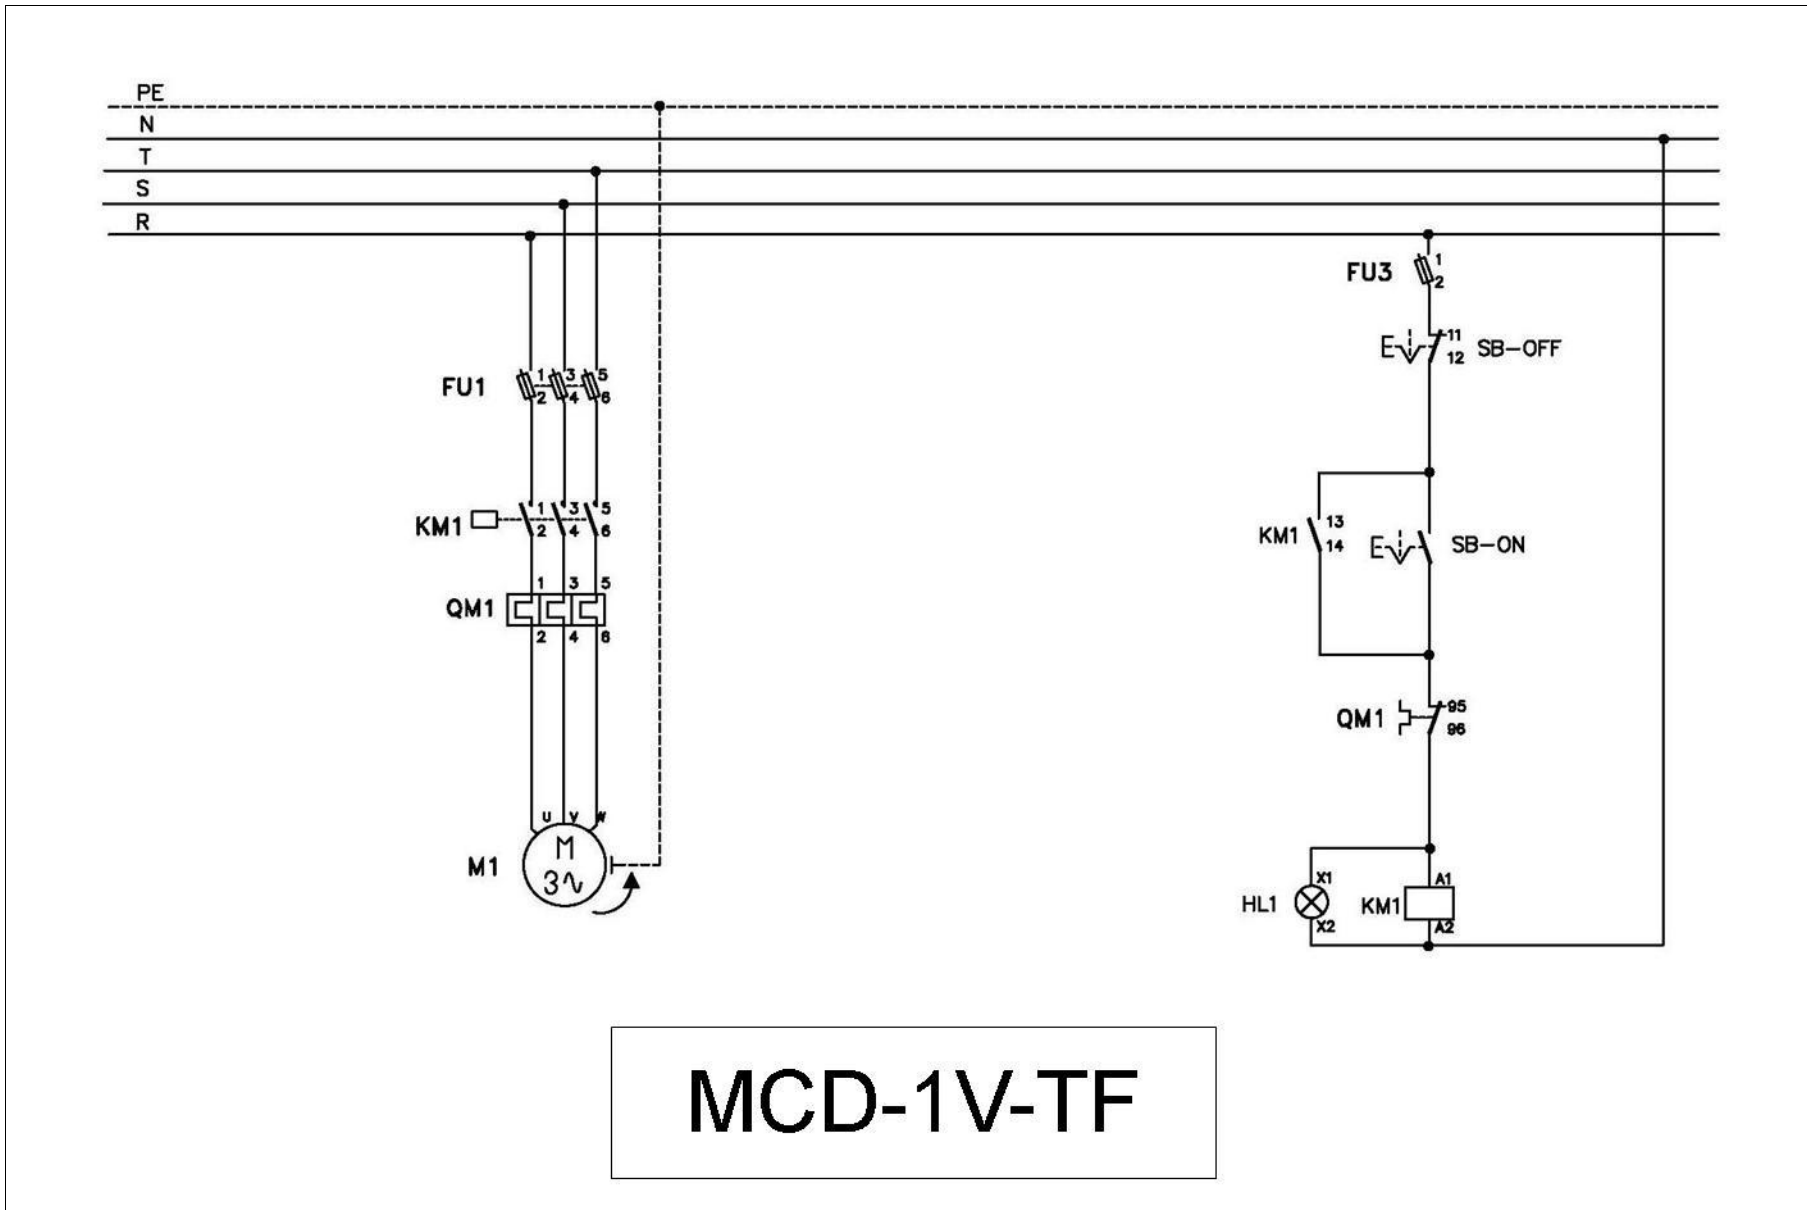 PE
N
T
S
R
FU1
1 3 5
2 4 6
KM1
1 3 5
2 4 6
QM1
1 3 5
2 4 6
U V W
M
3∿
M1
FU3
1
2
E
11
12
SB-OFF
KM1
13
14
E
SB-ON
QM1
95
96
HL1
X1
X2
KM1
A1
A2
MCD-1V-TF